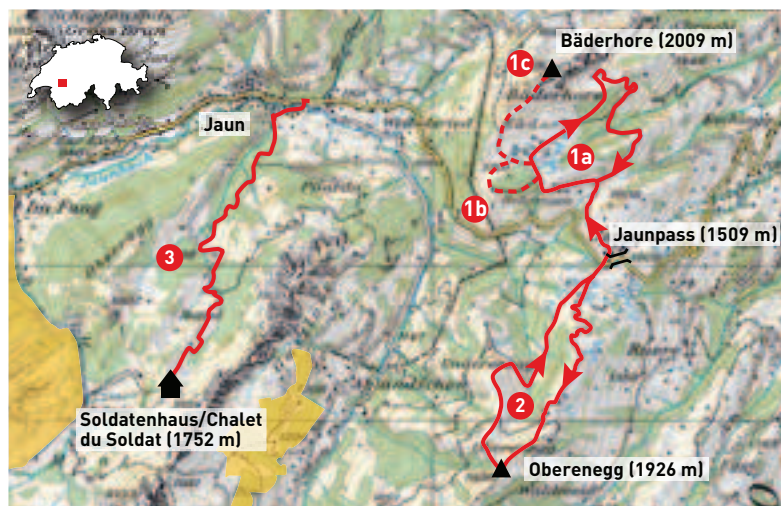 Bäderhore (2009 m)
1c
Jaun
1a
1b
Jaunpass (1509 m)
3
2
Soldatenhaus/Chalet
du Soldat (1752 m)
Oberenegg (1926 m)